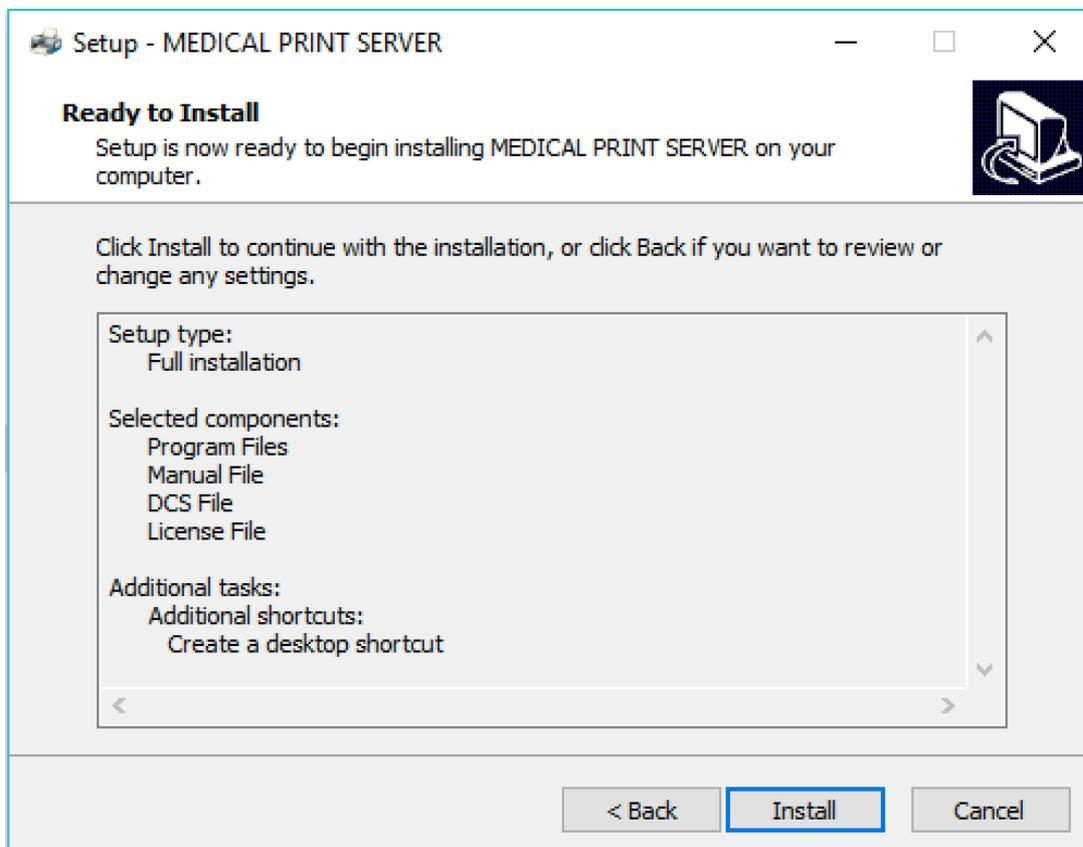 Setup - MEDICAL PRINT SERVER
Ready to Install
Setup is now ready to begin installing MEDICAL PRINT SERVER on your
computer.
Click Install to continue with the installation, or click Back if you want to review or
change any settings.
Setup type:
Full installation
Selected components:
Program Files
Manual File
DCS File
License File
Additional tasks:
Additional shortcuts:
Create a desktop shortcut
< Back
Install
Cancel